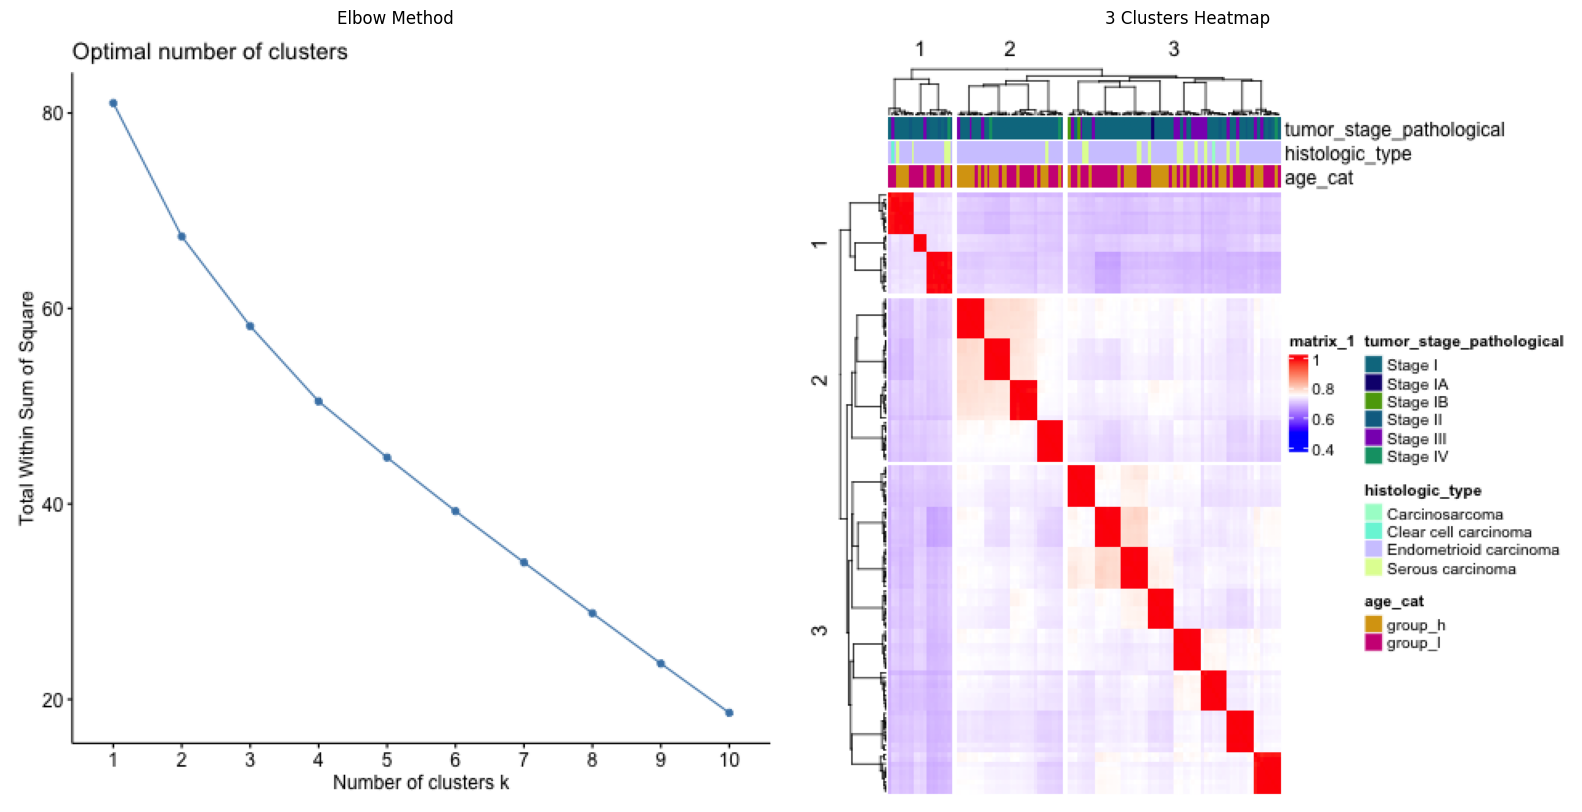 Elbow Method
Optimal number of clusters
80
60
40
20
Total Within Sum of Square
1 2 3 4 5 6 7 8 9 10
Number of clusters k
3 Clusters Heatmap
1 2 3
tumor_stage_pathological
histologic_type
age_cat
1
2
3
matrix_1
1
0.8
0.6
0.4
tumor_stage_pathological
Stage I
Stage IA
Stage IB
Stage II
Stage III
Stage IV
histologic_type
Carcinosarcoma
Clear cell carcinoma
Endometrioid carcinoma
Serous carcinoma
age_cat
group_h
group_l